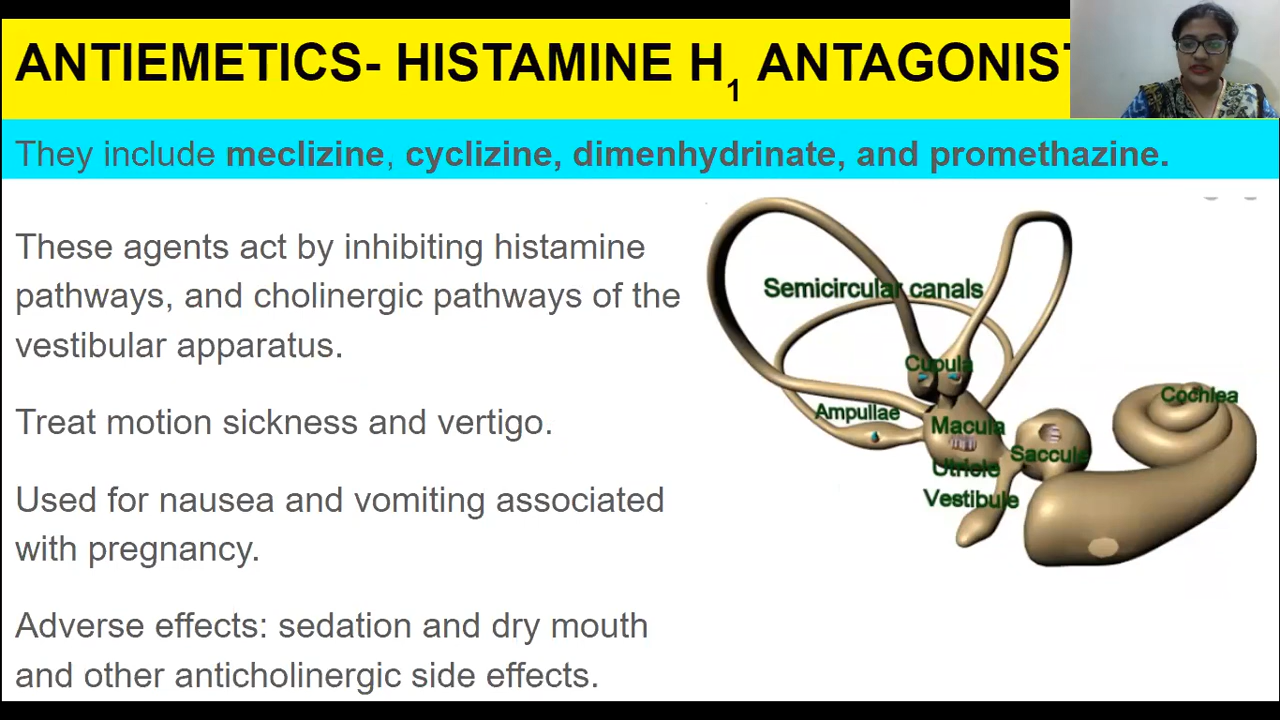 ANTIEMETICS- HISTAMINE H1 ANTAGONIST
They include meclizine, cyclizine, dimenhydrinate, and promethazine.
These agents act by inhibiting histamine
pathways, and cholinergic pathways of the
vestibular apparatus.
Treat motion sickness and vertigo.
Used for nausea and vomiting associated
with pregnancy.
Adverse effects: sedation and dry mouth
and other anticholinergic side effects.
Semicircular canals
Cupula
Ampullae
Macula
Utricle
Saccule
Vestibule
Cochlea